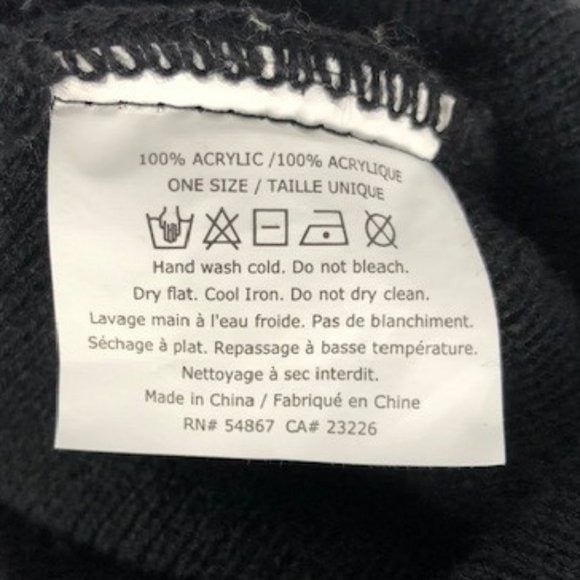 100% ACRYLIC /100% ACRYLIQUE
ONE SIZE / TAILLE UNIQUE
Hand wash cold. Do not bleach.
Dry flat. Cool Iron. Do not dry clean.
Lavage main à l'eau froide. Pas de blanchiment.
Séchage à plat. Repassage à basse température.
Nettoyage à sec interdit.
Made in China / Fabriqué en Chine
RN# 54867 CA# 23226